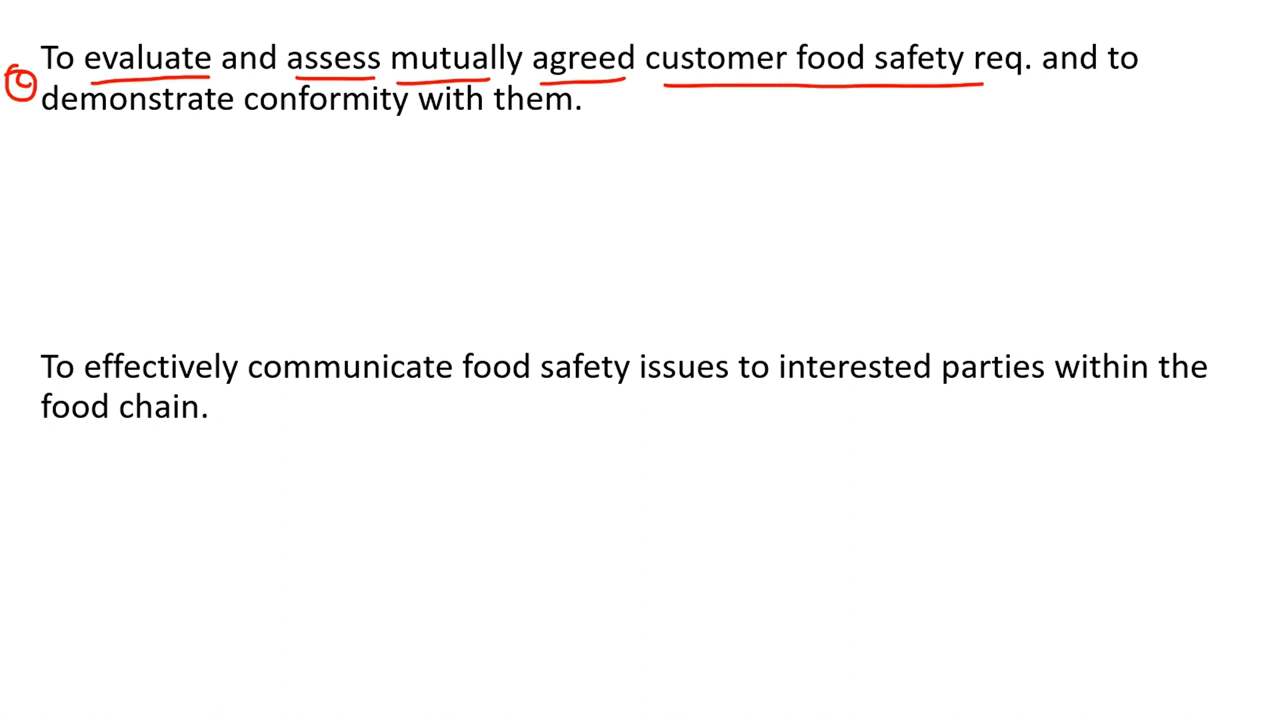 To evaluate and assess mutually agreed customer food safety req. and to
demonstrate conformity with them.
To effectively communicate food safety issues to interested parties within the
food chain.